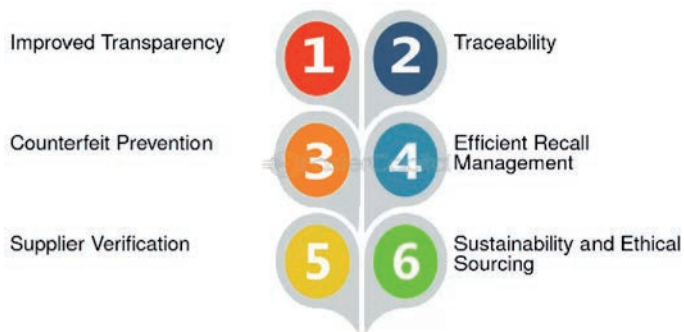 Improved Transparency
1
2
Traceability
Counterfeit Prevention
3
4
Efficient Recall
Management
Supplier Verification
5
6
Sustainability and Ethical
Sourcing